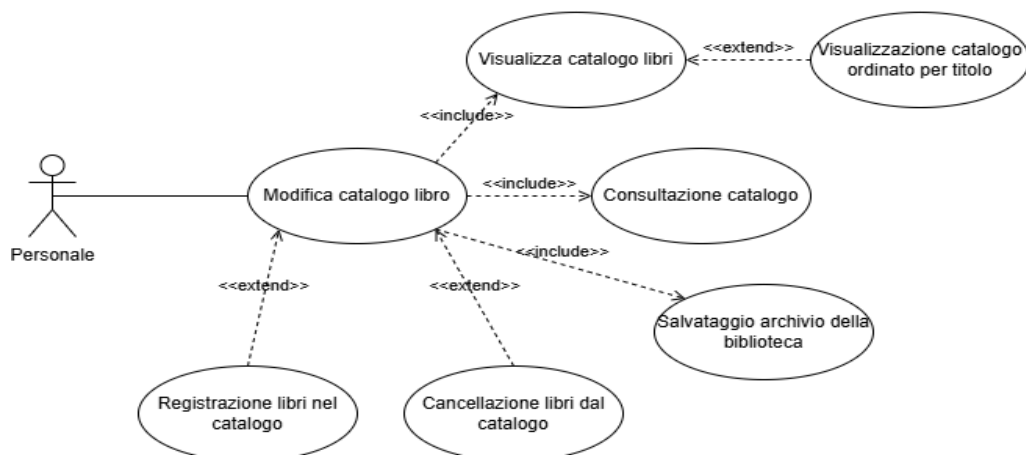 Visualizza catalogo libri
<<extend>>
Visualizzazione catalogo
ordinato per titolo
<<include>>
Modifica catalogo libro
<<include>>
Consultazione catalogo
Personale
<<include>>
<<extend>>
<<extend>>
Salvataggio archivio della
biblioteca
Registrazione libri nel
catalogo
Cancellazione libri dal
catalogo